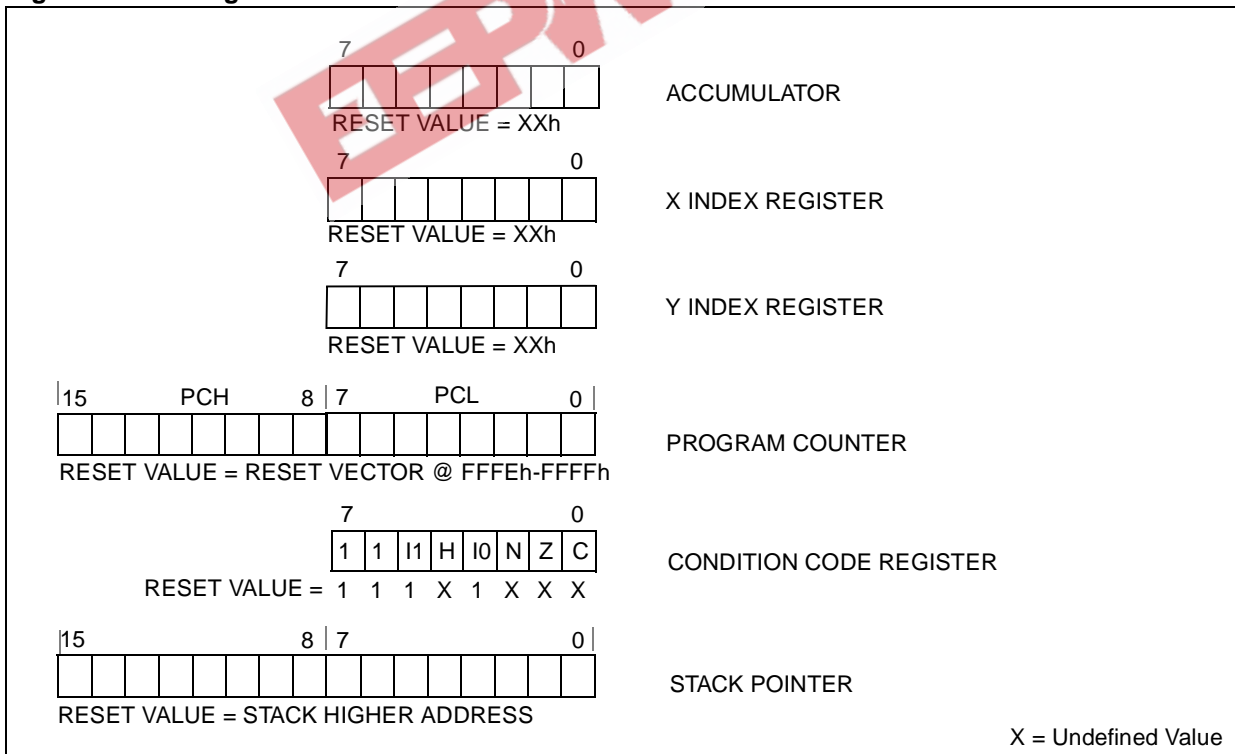 EEPW
7 0
ACCUMULATOR
RESET VALUE = XXh
7 0
X INDEX REGISTER
RESET VALUE = XXh
7 0
Y INDEX REGISTER
RESET VALUE = XXh
15 PCH 8 7 PCL 0
PROGRAM COUNTER
RESET VALUE = RESET VECTOR @ FFFEh-FFFFh
7 0
1 1 I1 H I0 N Z C
CONDITION CODE REGISTER
RESET VALUE = 1 1 1 X 1 X X X
15 8 7 0
STACK POINTER
RESET VALUE = STACK HIGHER ADDRESS
X = Undefined Value